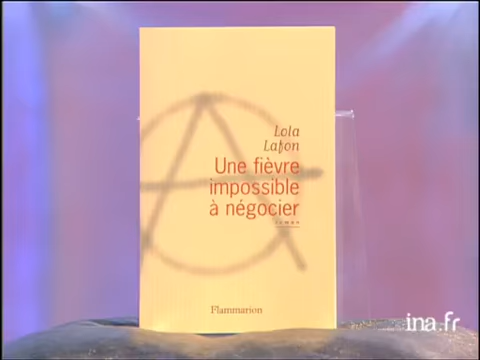 Lola
Lafon
Une fièvre
impossible
à négocier
roman
Flammarion
ina.fr